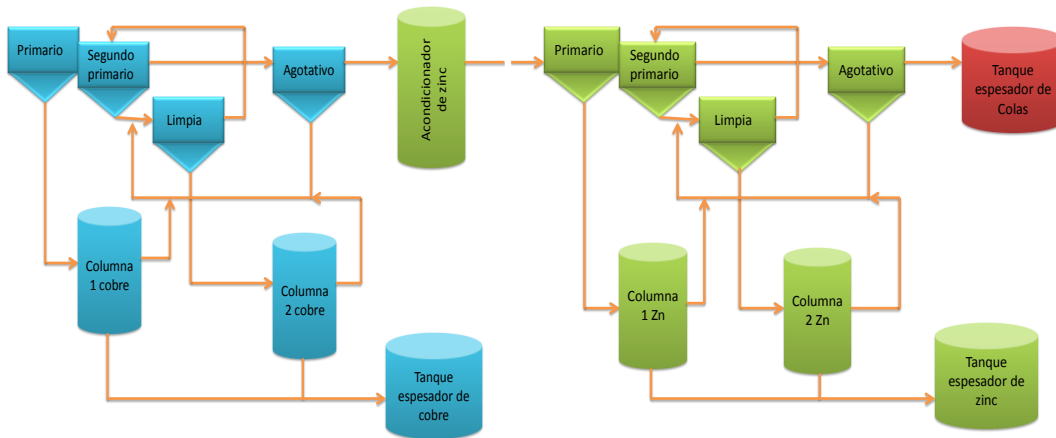 Primario
Segundo
primario
Agotativo
Limpia
Acondicionador
de zinc
Columna
1 cobre
Columna
2 cobre
Tanque
espesador de
cobre
Primario
Segundo
primario
Agotativo
Limpia
Tanque
espesador de
Colas
Columna
1 Zn
Columna
2 Zn
Tanque
espesador de
zinc